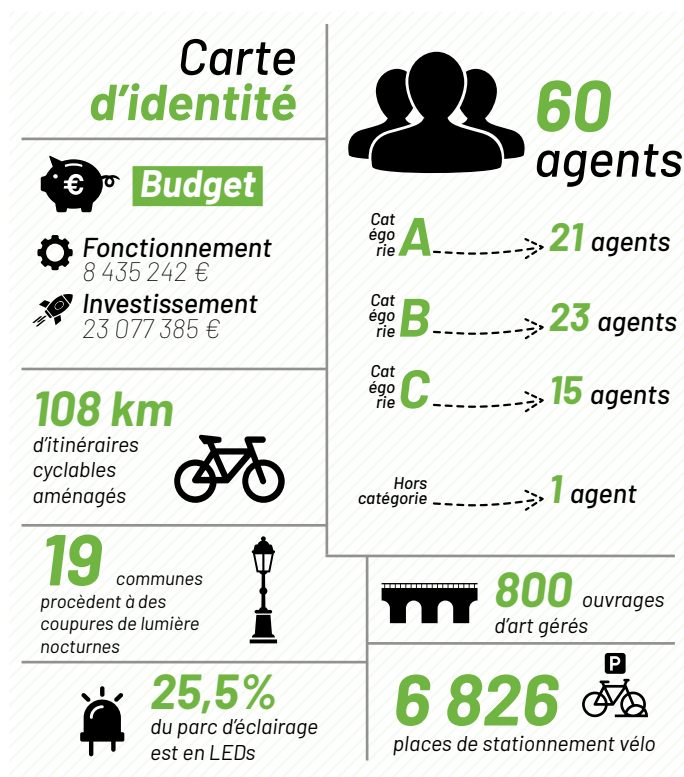 Carte
d'identité
€ Budget
Fonctionnement
8 435 242 €
Investissement
23 077 385 €
108 km
d'itinéraires
cyclables
aménagés
19 communes
procèdent à des
coupures de lumière
nocturnes
25,5%
du parc d'éclairage
est en LEDs
60
agents
Cat
égo
rie A 21 agents
Cat
égo
rie B 23 agents
Cat
égo
rie C 15 agents
Hors
catégorie 1 agent
800 ouvrages
d'art gérés
P
6 826
places de stationnement vélo